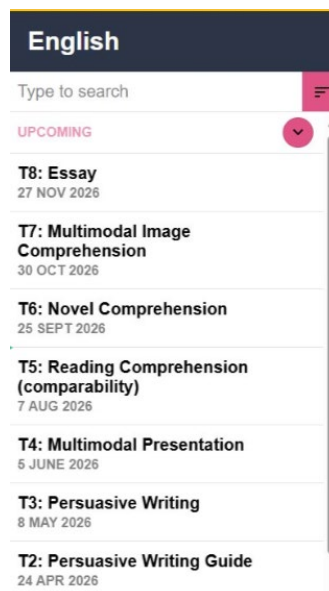 English
Type to search
UPCOMING
T8: Essay
27 NOV 2026
T7: Multimodal Image
Comprehension
30 OCT 2026
T6: Novel Comprehension
25 SEPT 2026
T5: Reading Comprehension
(comparability)
7 AUG 2026
T4: Multimodal Presentation
5 JUNE 2026
T3: Persuasive Writing
8 MAY 2026
T2: Persuasive Writing Guide
24 APR 2026